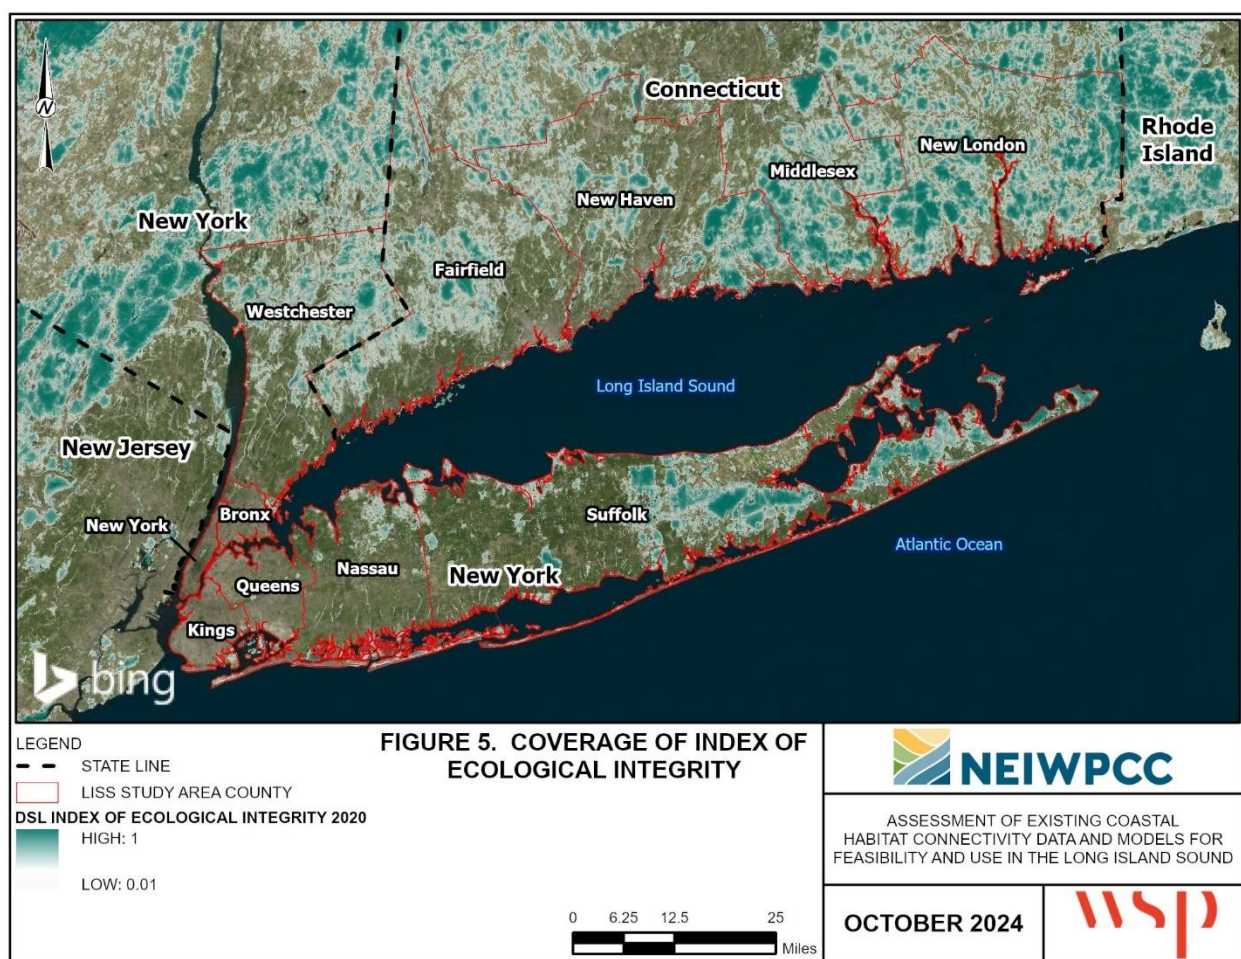 N
Connecticut
Rhode
Island
New London
Middlesex
New Haven
New York
Fairfield
Westchester
Long Island Sound
New Jersey
Bronx
New York
Suffolk
Atlantic Ocean
Nassau
New York
Queens
Kings
bing
LEGEND
STATE LINE
LISS STUDY AREA COUNTY
DSL INDEX OF ECOLOGICAL INTEGRITY 2020
HIGH: 1
LOW: 0.01
FIGURE 5. COVERAGE OF INDEX OF
ECOLOGICAL INTEGRITY
0 6.25 12.5 25
Miles
NEIWPCC
ASSESSMENT OF EXISTING COASTAL
HABITAT CONNECTIVITY DATA AND MODELS FOR
FEASIBILITY AND USE IN THE LONG ISLAND SOUND
OCTOBER 2024
wsp